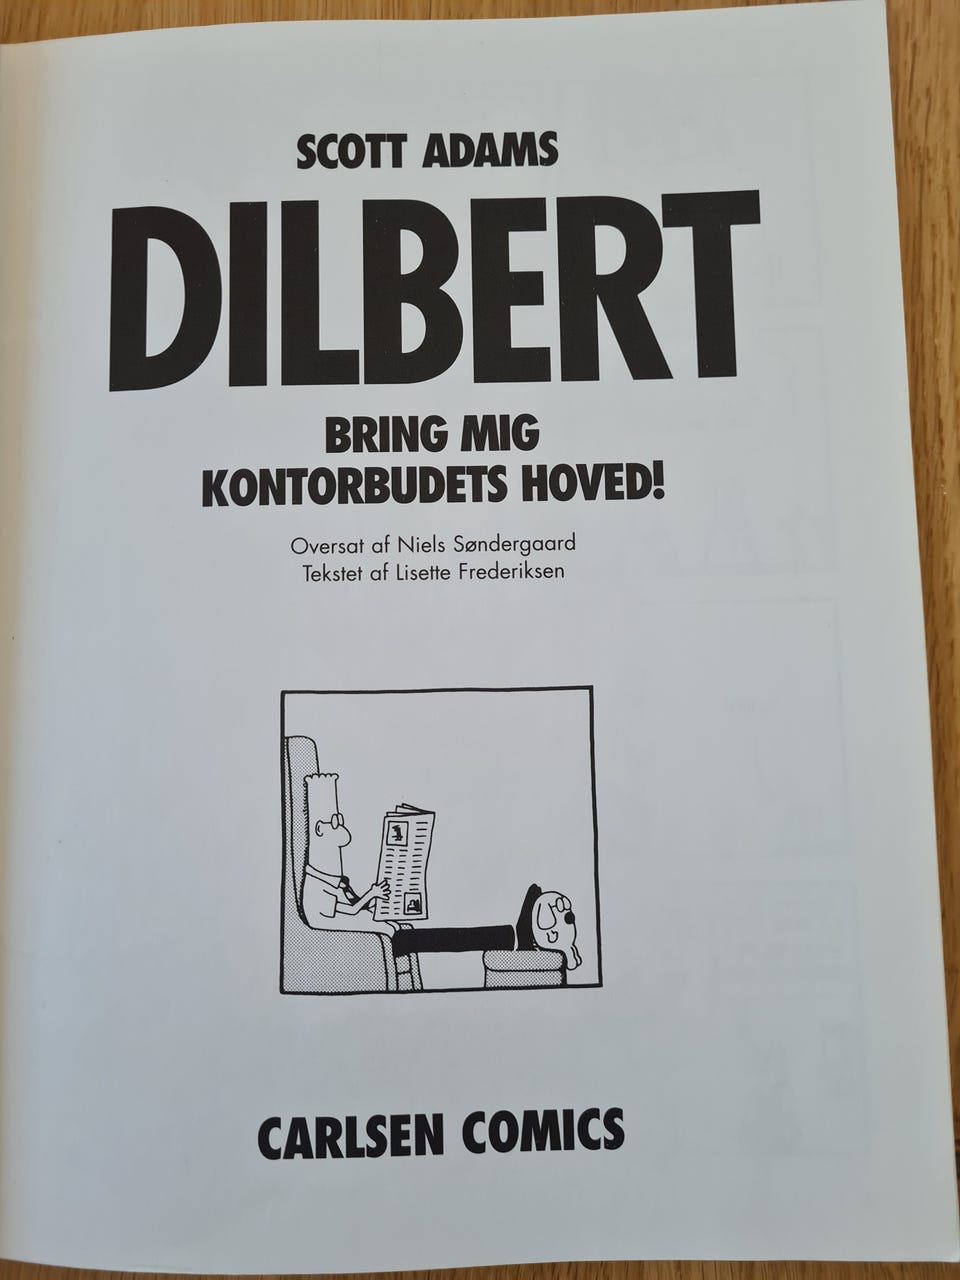 SCOTT ADAMS
DILBERT
BRING MIG
KONTORBUDETS HOVED!
Oversat af Niels Søndergaard
Tekstet af Lisette Frederiksen
CARLSEN COMICS